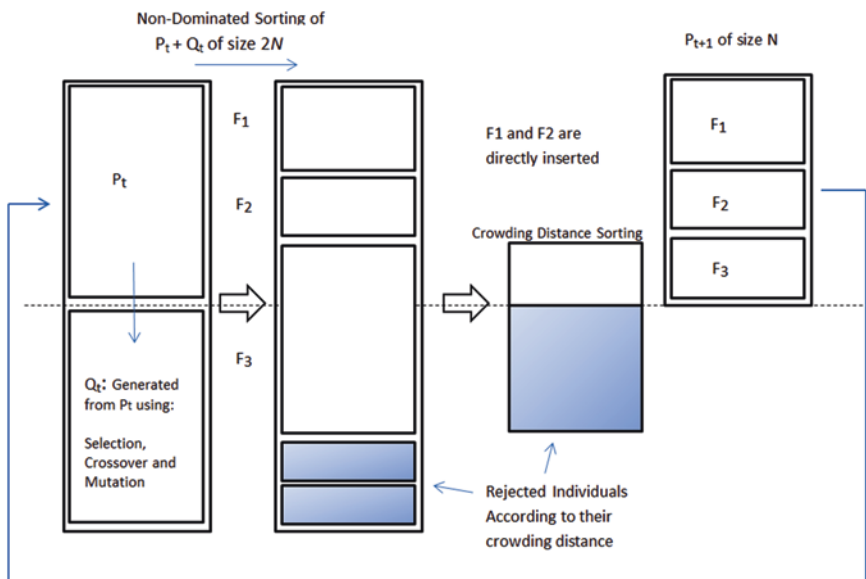 Non-Dominated Sorting of
Pt + Qt of size 2N
Pt+1 of size N
Pt
Qt: Generated
from Pt using:
Selection,
Crossover and
Mutation
F1
F2
F3
F1 and F2 are
directly inserted
Crowding Distance Sorting
Rejected Individuals
According to their
crowding distance
F1
F2
F3